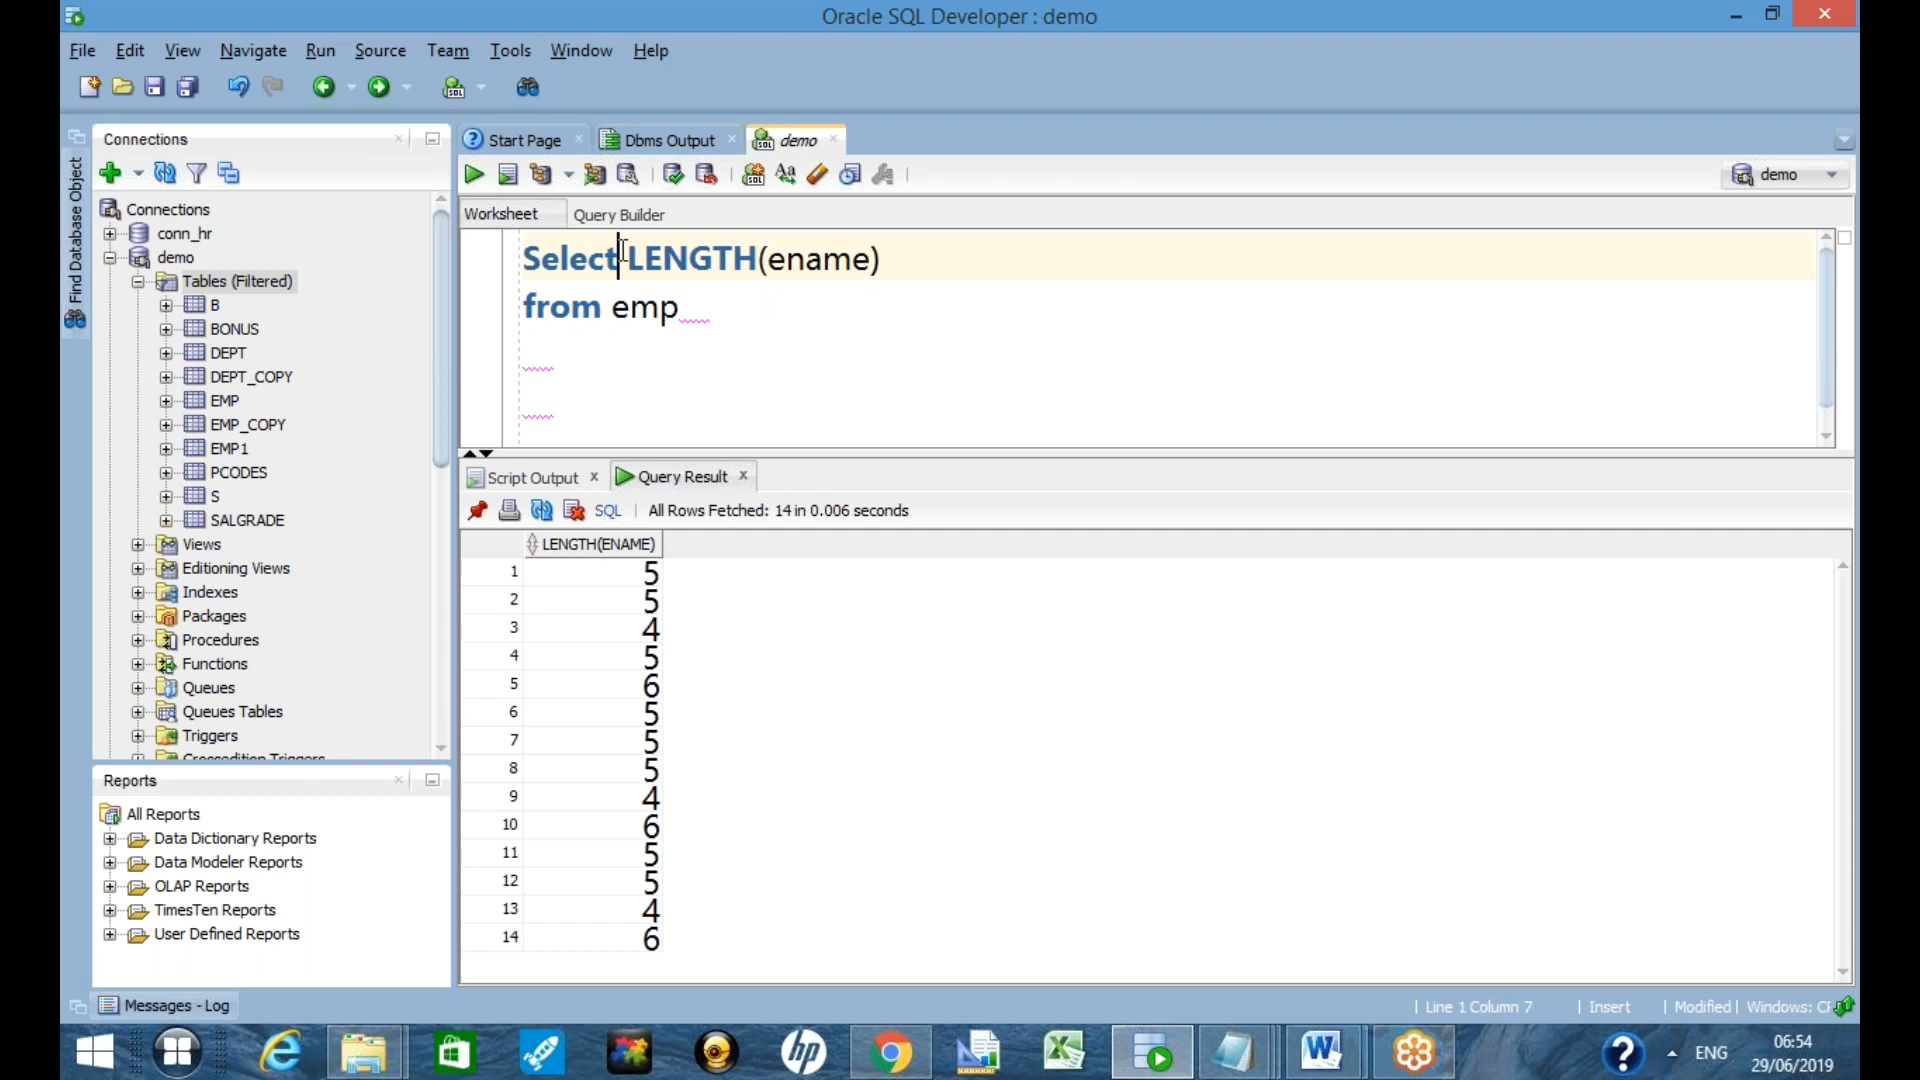 Oracle SQL Developer : demo
File Edit View Navigate Run Source Team Tools Window Help
Find Database Object
Connections
Connections
conn_hr
demo
Tables (Filtered)
B
BONUS
DEPT
DEPT_COPY
EMP
EMP_COPY
EMP1
PCODES
S
SALGRADE
Views
Editioning Views
Indexes
Packages
Procedures
Functions
Queues
Queues Tables
Triggers
Crossedition Triggers
Reports
All Reports
Data Dictionary Reports
Data Modeler Reports
OLAP Reports
TimesTen Reports
User Defined Reports
Start Page Dbms Output demo
demo
Worksheet Query Builder
Select LENGTH(ename)
from emp
Script Output x Query Result x
SQL All Rows Fetched: 14 in 0.006 seconds
LENGTH(ENAME)
1 5
2 5
3 4
4 5
5 6
6 5
7 5
8 5
9 4
10 6
11 5
12 5
13 4
14 6
Messages - Log
Line 1 Column 7 Insert Modified Windows:
ENG
06:54
29/06/2019